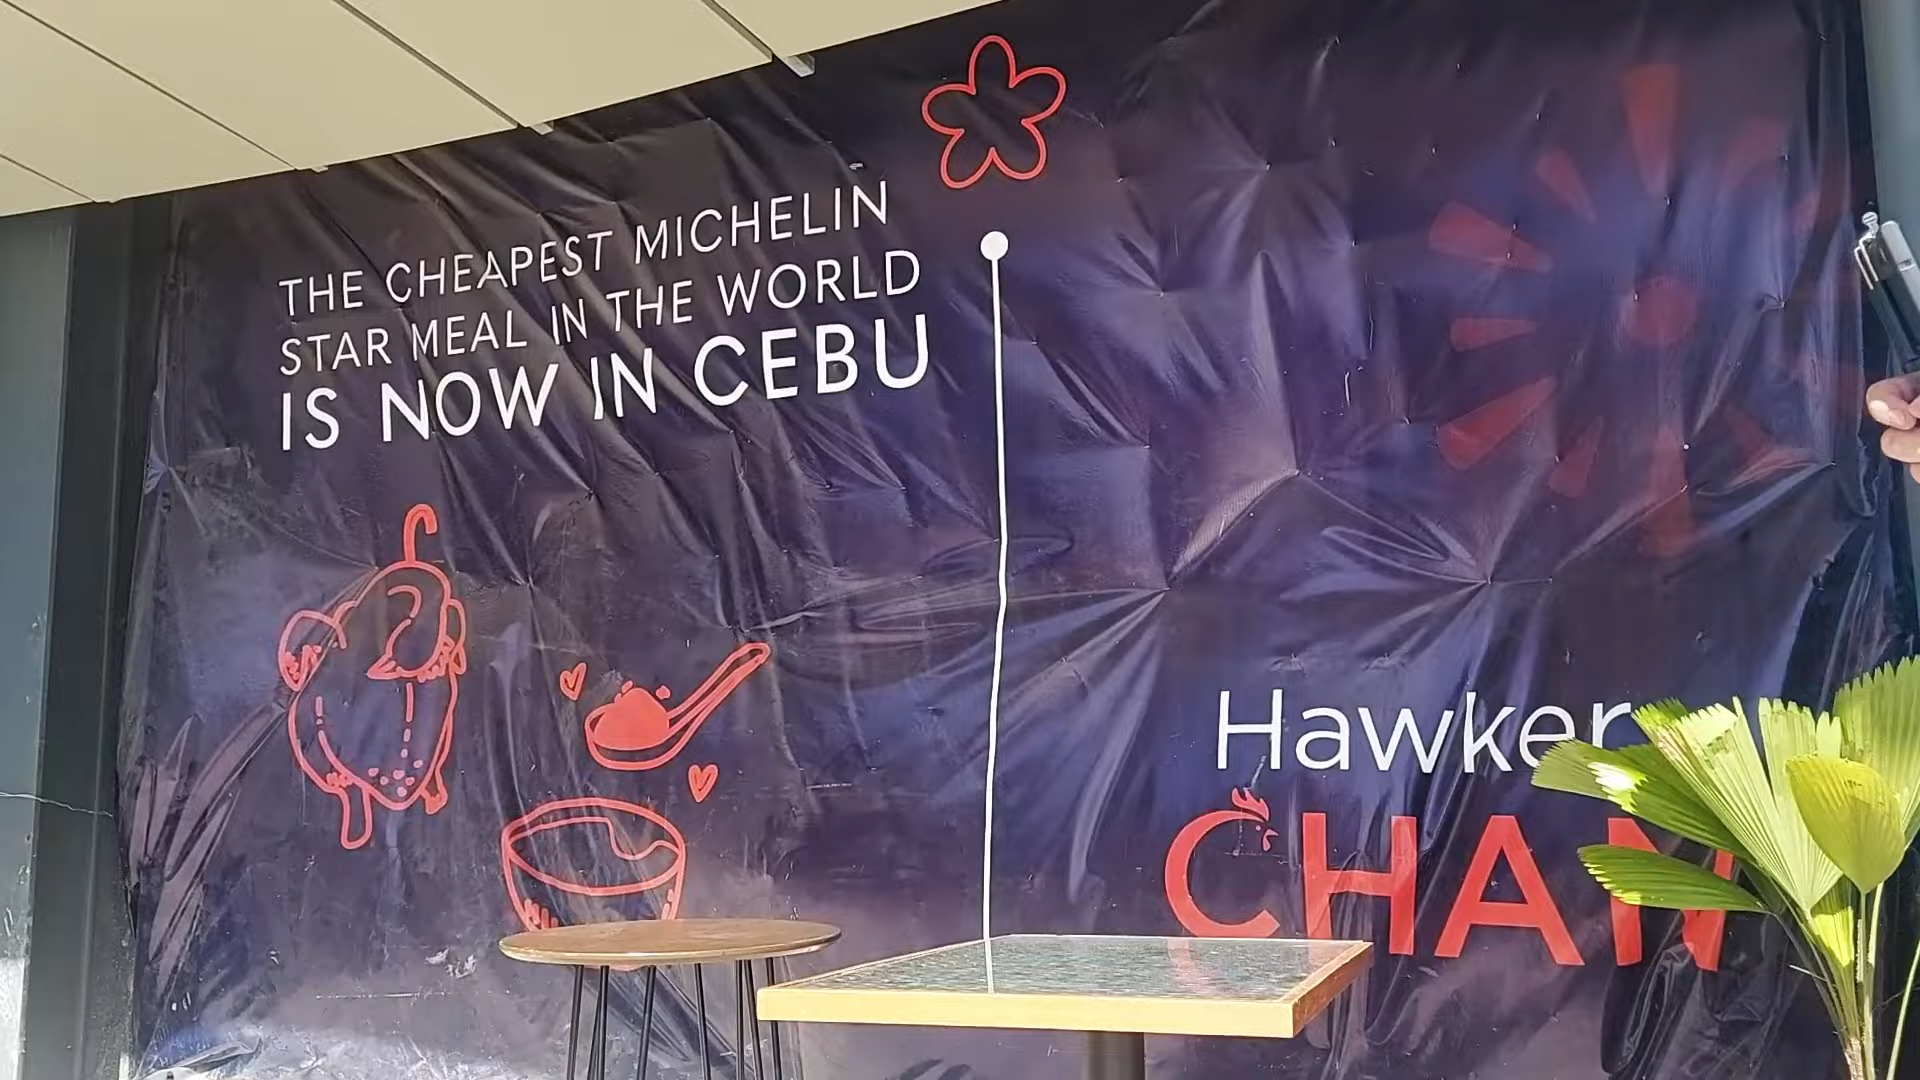 THE CHEAPEST MICHELIN
STAR MEAL IN THE WORLD
IS NOW IN CEBU
Hawker
CHAN